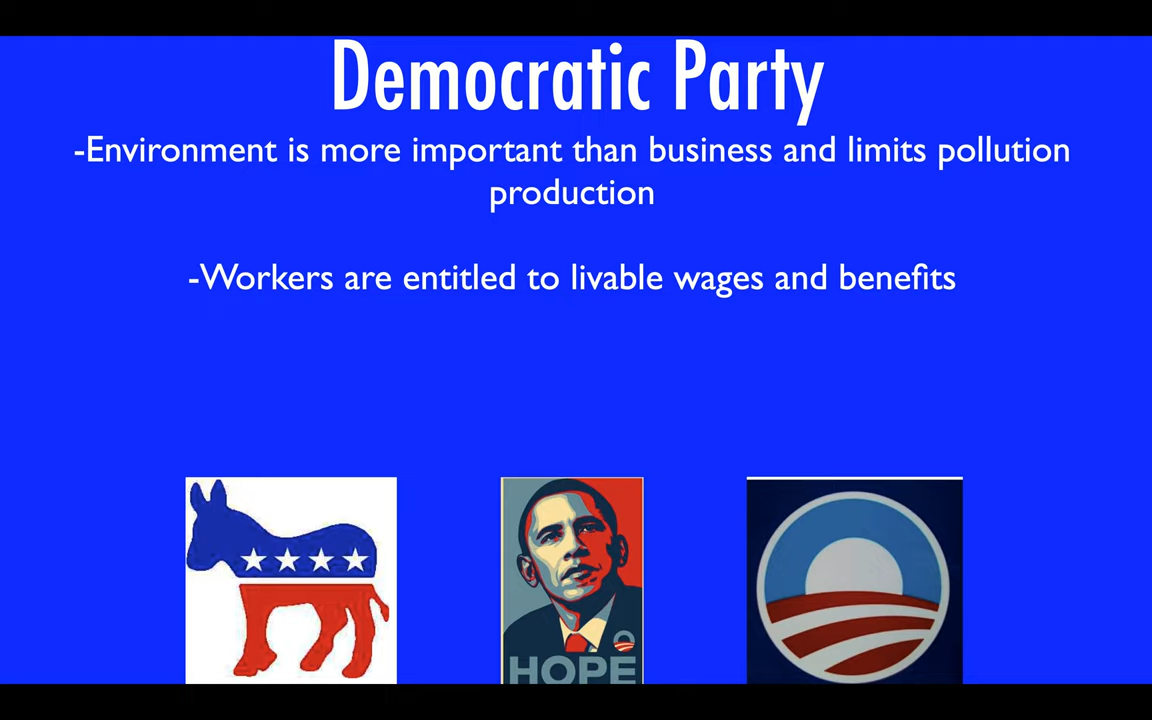 Democratic Party
-Environment is more important than business and limits pollution
production
-Workers are entitled to livable wages and benefits
HOPE